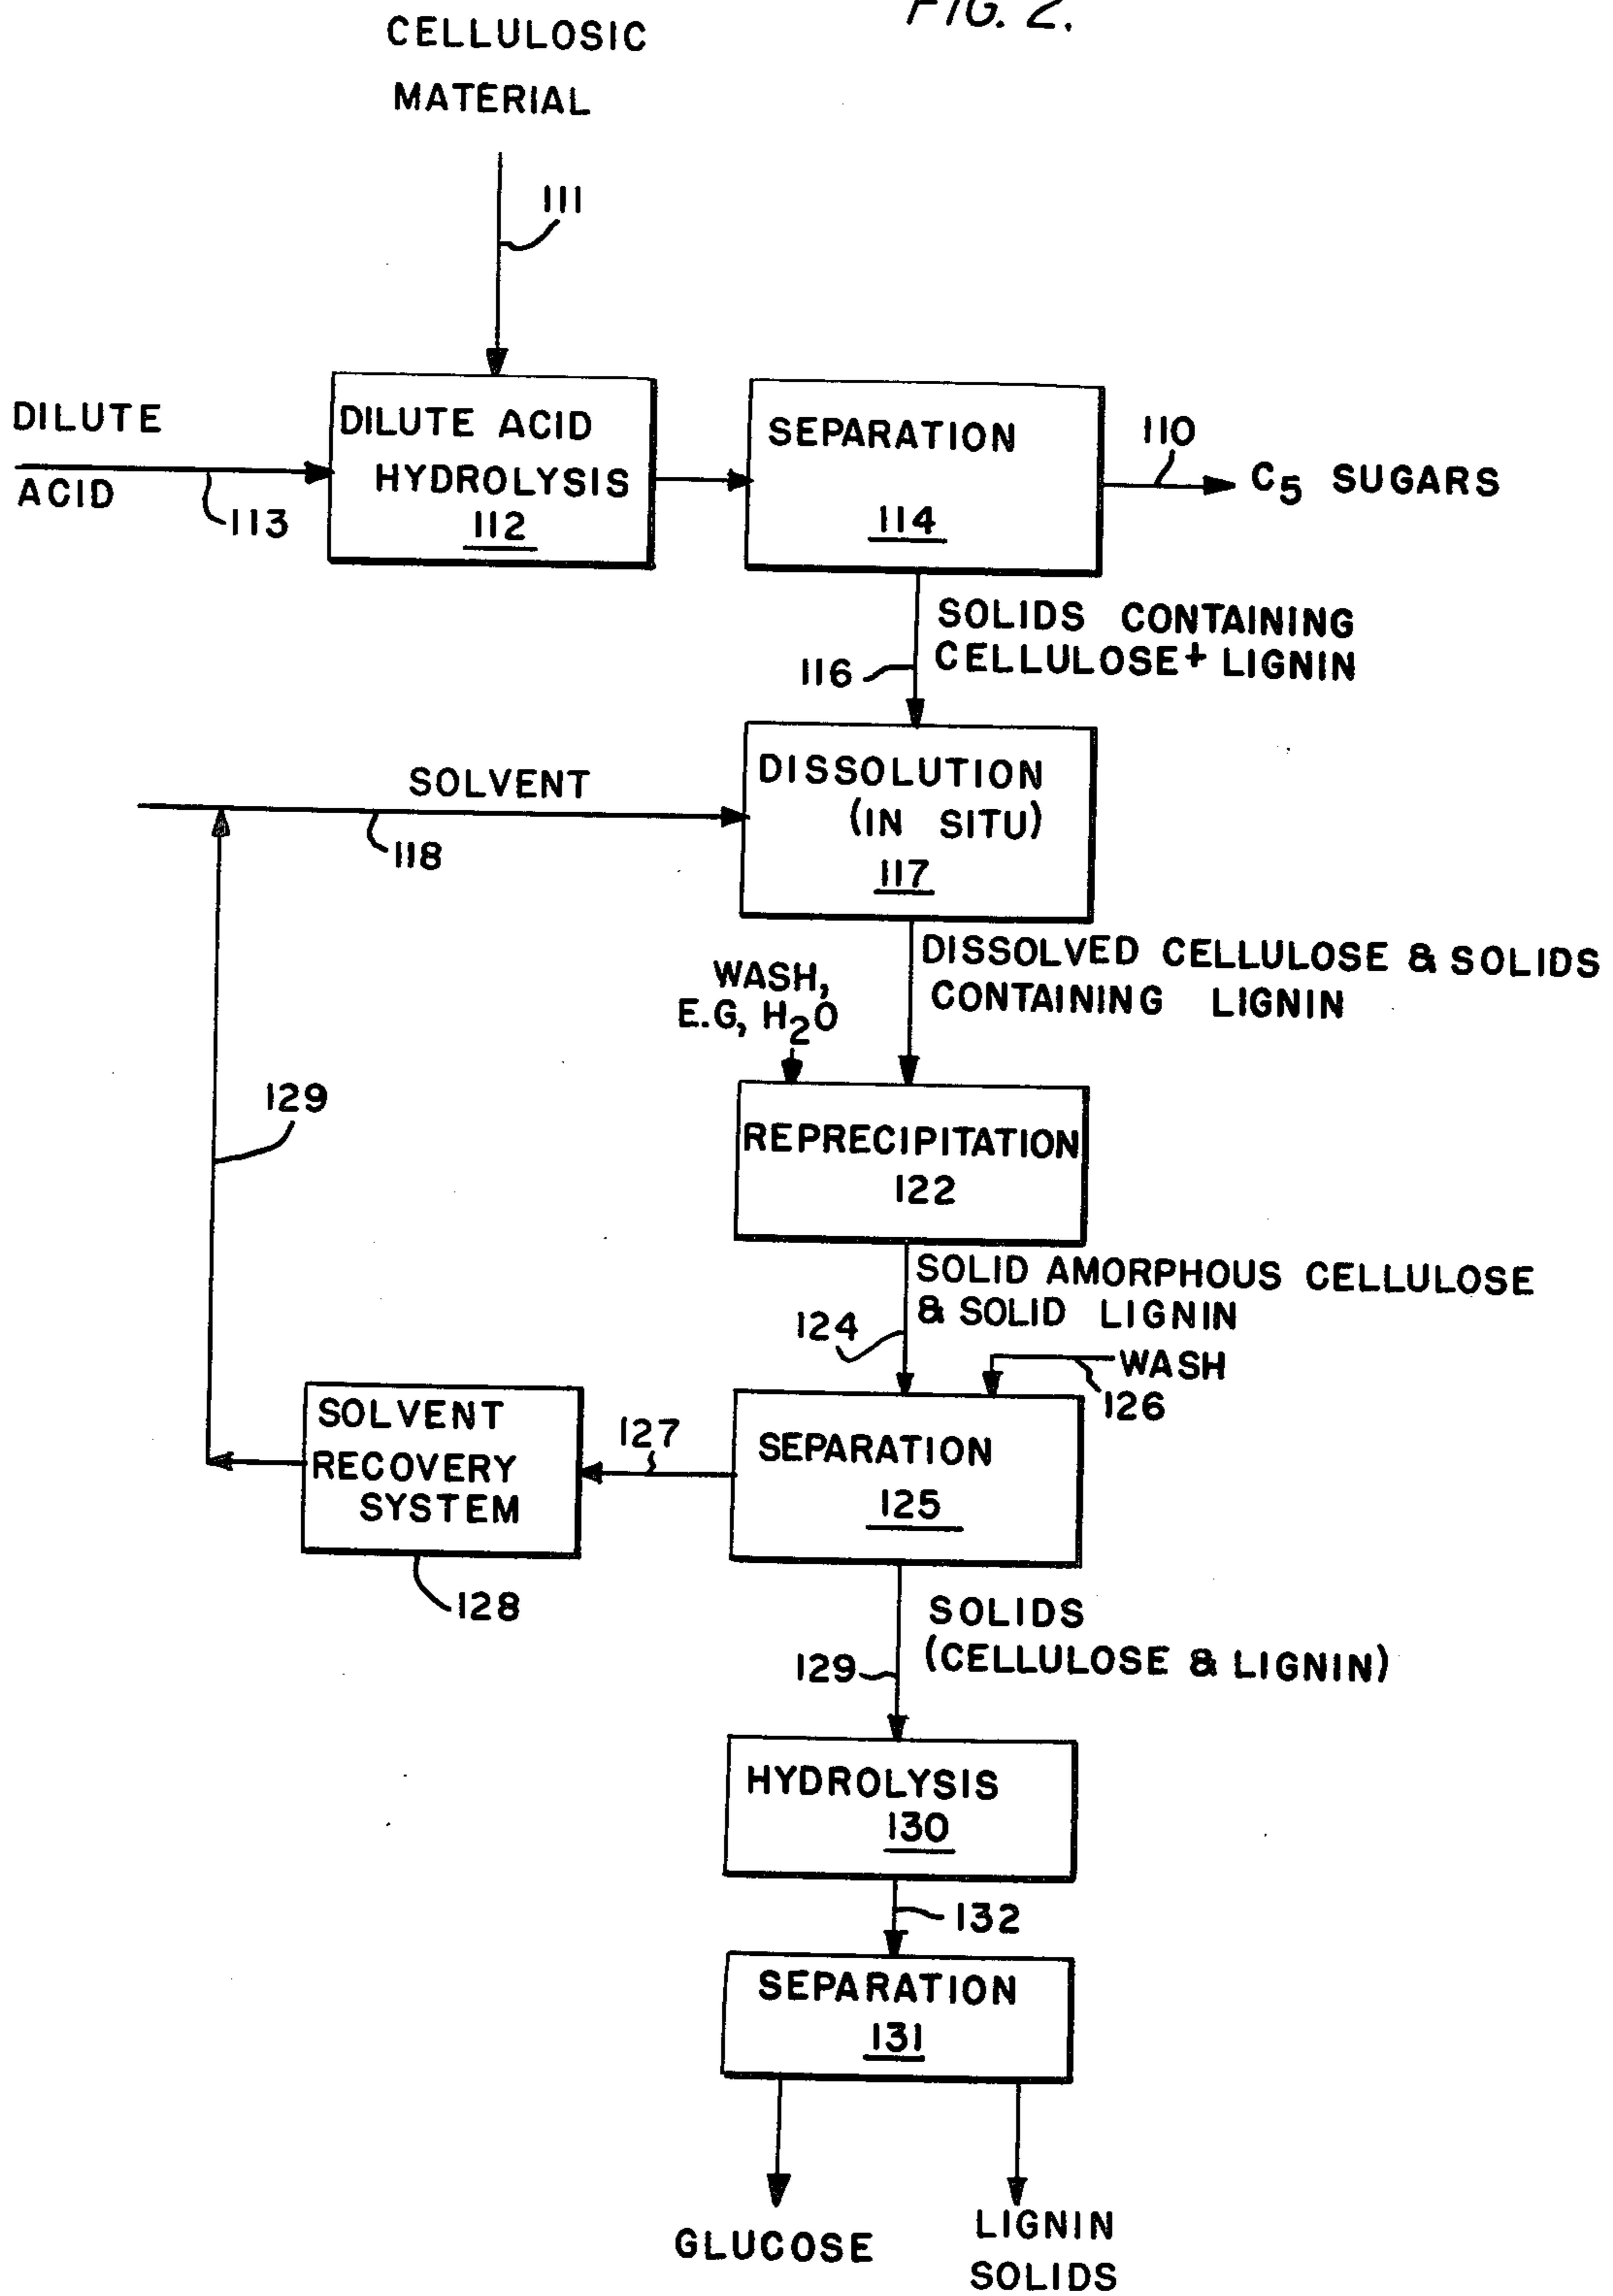 FIG. 2.
CELLULOSIC
MATERIAL
111
DILUTE
ACID
113
DILUTE ACID
HYDROLYSIS
112
SEPARATION
114
110
C5 SUGARS
SOLIDS CONTAINING
CELLULOSE + LIGNIN
116
SOLVENT
118
DISSOLUTION
(IN SITU)
117
DISSOLVED CELLULOSE & SOLIDS
CONTAINING LIGNIN
WASH,
E.G, H2O
129
REPRECIPITATION
122
SOLID AMORPHOUS CELLULOSE
& SOLID LIGNIN
124
WASH
126
SOLVENT
RECOVERY
SYSTEM
128
127
SEPARATION
125
SOLIDS
(CELLULOSE & LIGNIN)
129
HYDROLYSIS
130
132
SEPARATION
131
GLUCOSE
LIGNIN
SOLIDS